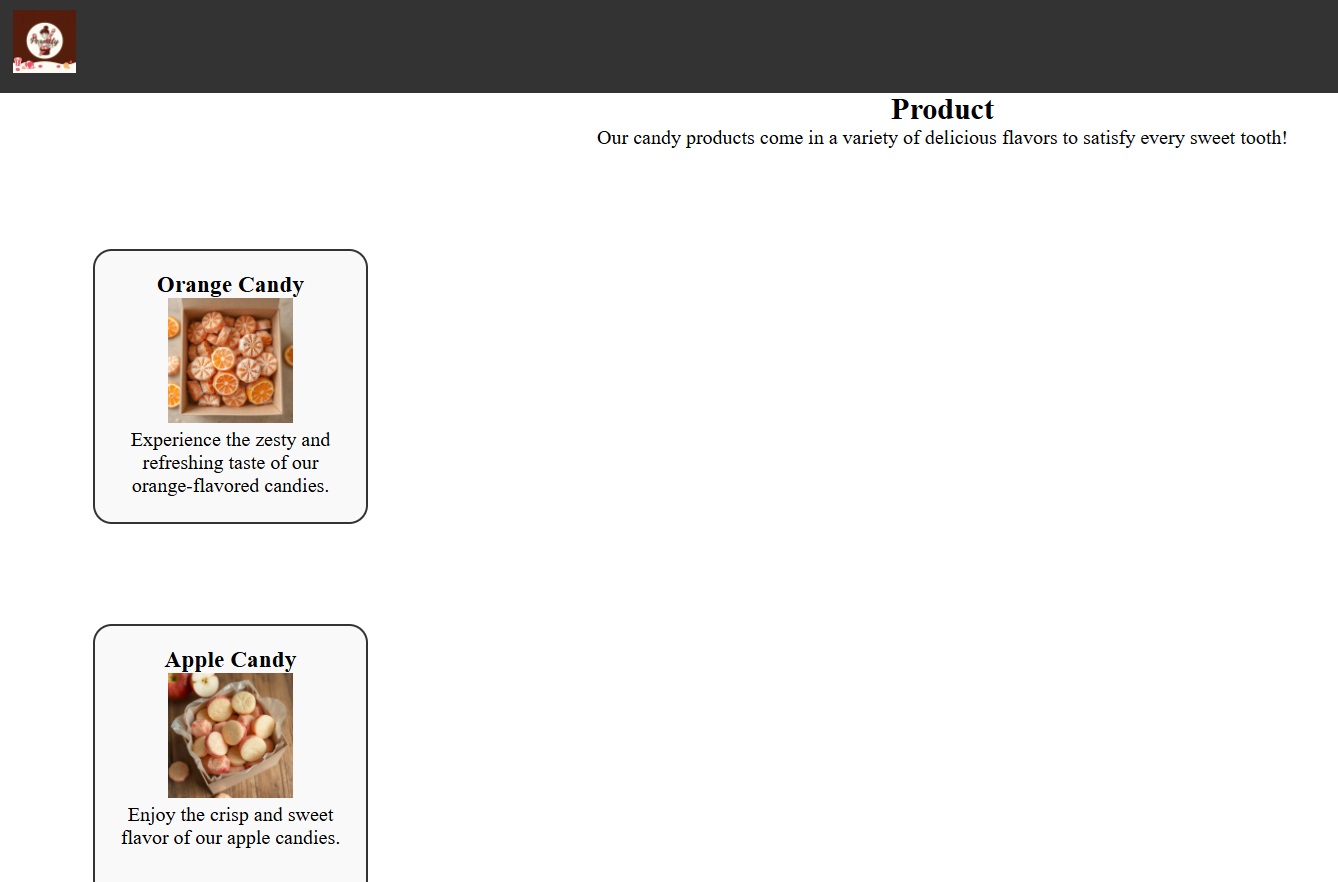 Product
Our candy products come in a variety of delicious flavors to satisfy every sweet tooth!
Orange Candy
Experience the zesty and
refreshing taste of our
orange-flavored candies.
Apple Candy
Enjoy the crisp and sweet
flavor of our apple candies.